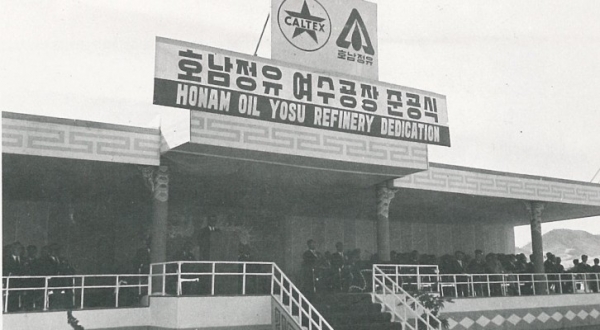 CALTEX
호남정유
호남정유 여수공장 준공식
HONAM OIL YOSU REFINERY DEDICATION